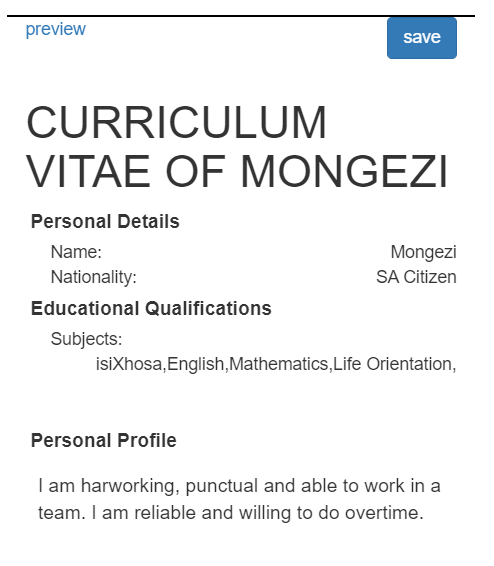 preview
save
CURRICULUM
VITAE OF MONGEZI
Personal Details
Name: Mongezi
Nationality: SA Citizen
Educational Qualifications
Subjects:
isiXhosa,English,Mathematics,Life Orientation,
Personal Profile
I am harworking, punctual and able to work in a
team. I am reliable and willing to do overtime.